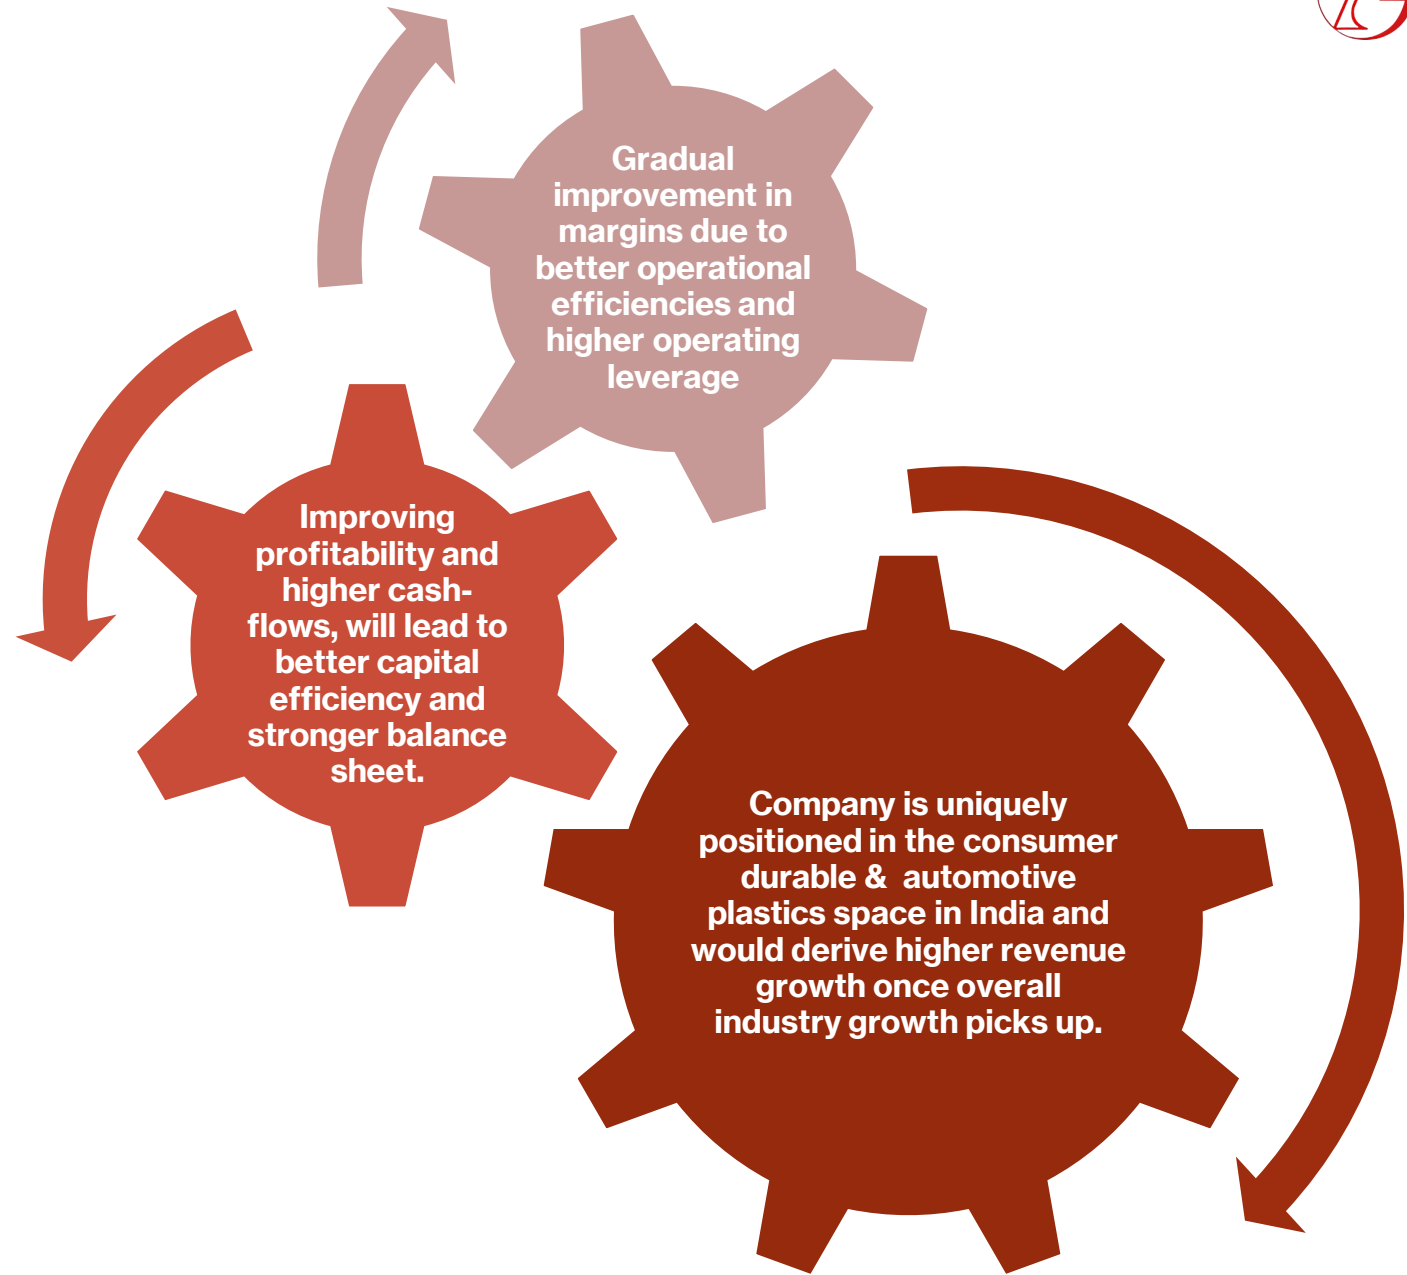 Gradual
improvement in
margins due to
better operational
efficiencies and
higher operating
leverage
Improving
profitability and
higher cash-
flows, will lead to
better capital
efficiency and
stronger balance
sheet.
Company is uniquely
positioned in the consumer
durable &  automotive
plastics space in India and
would derive higher revenue
growth once overall
industry growth picks up.